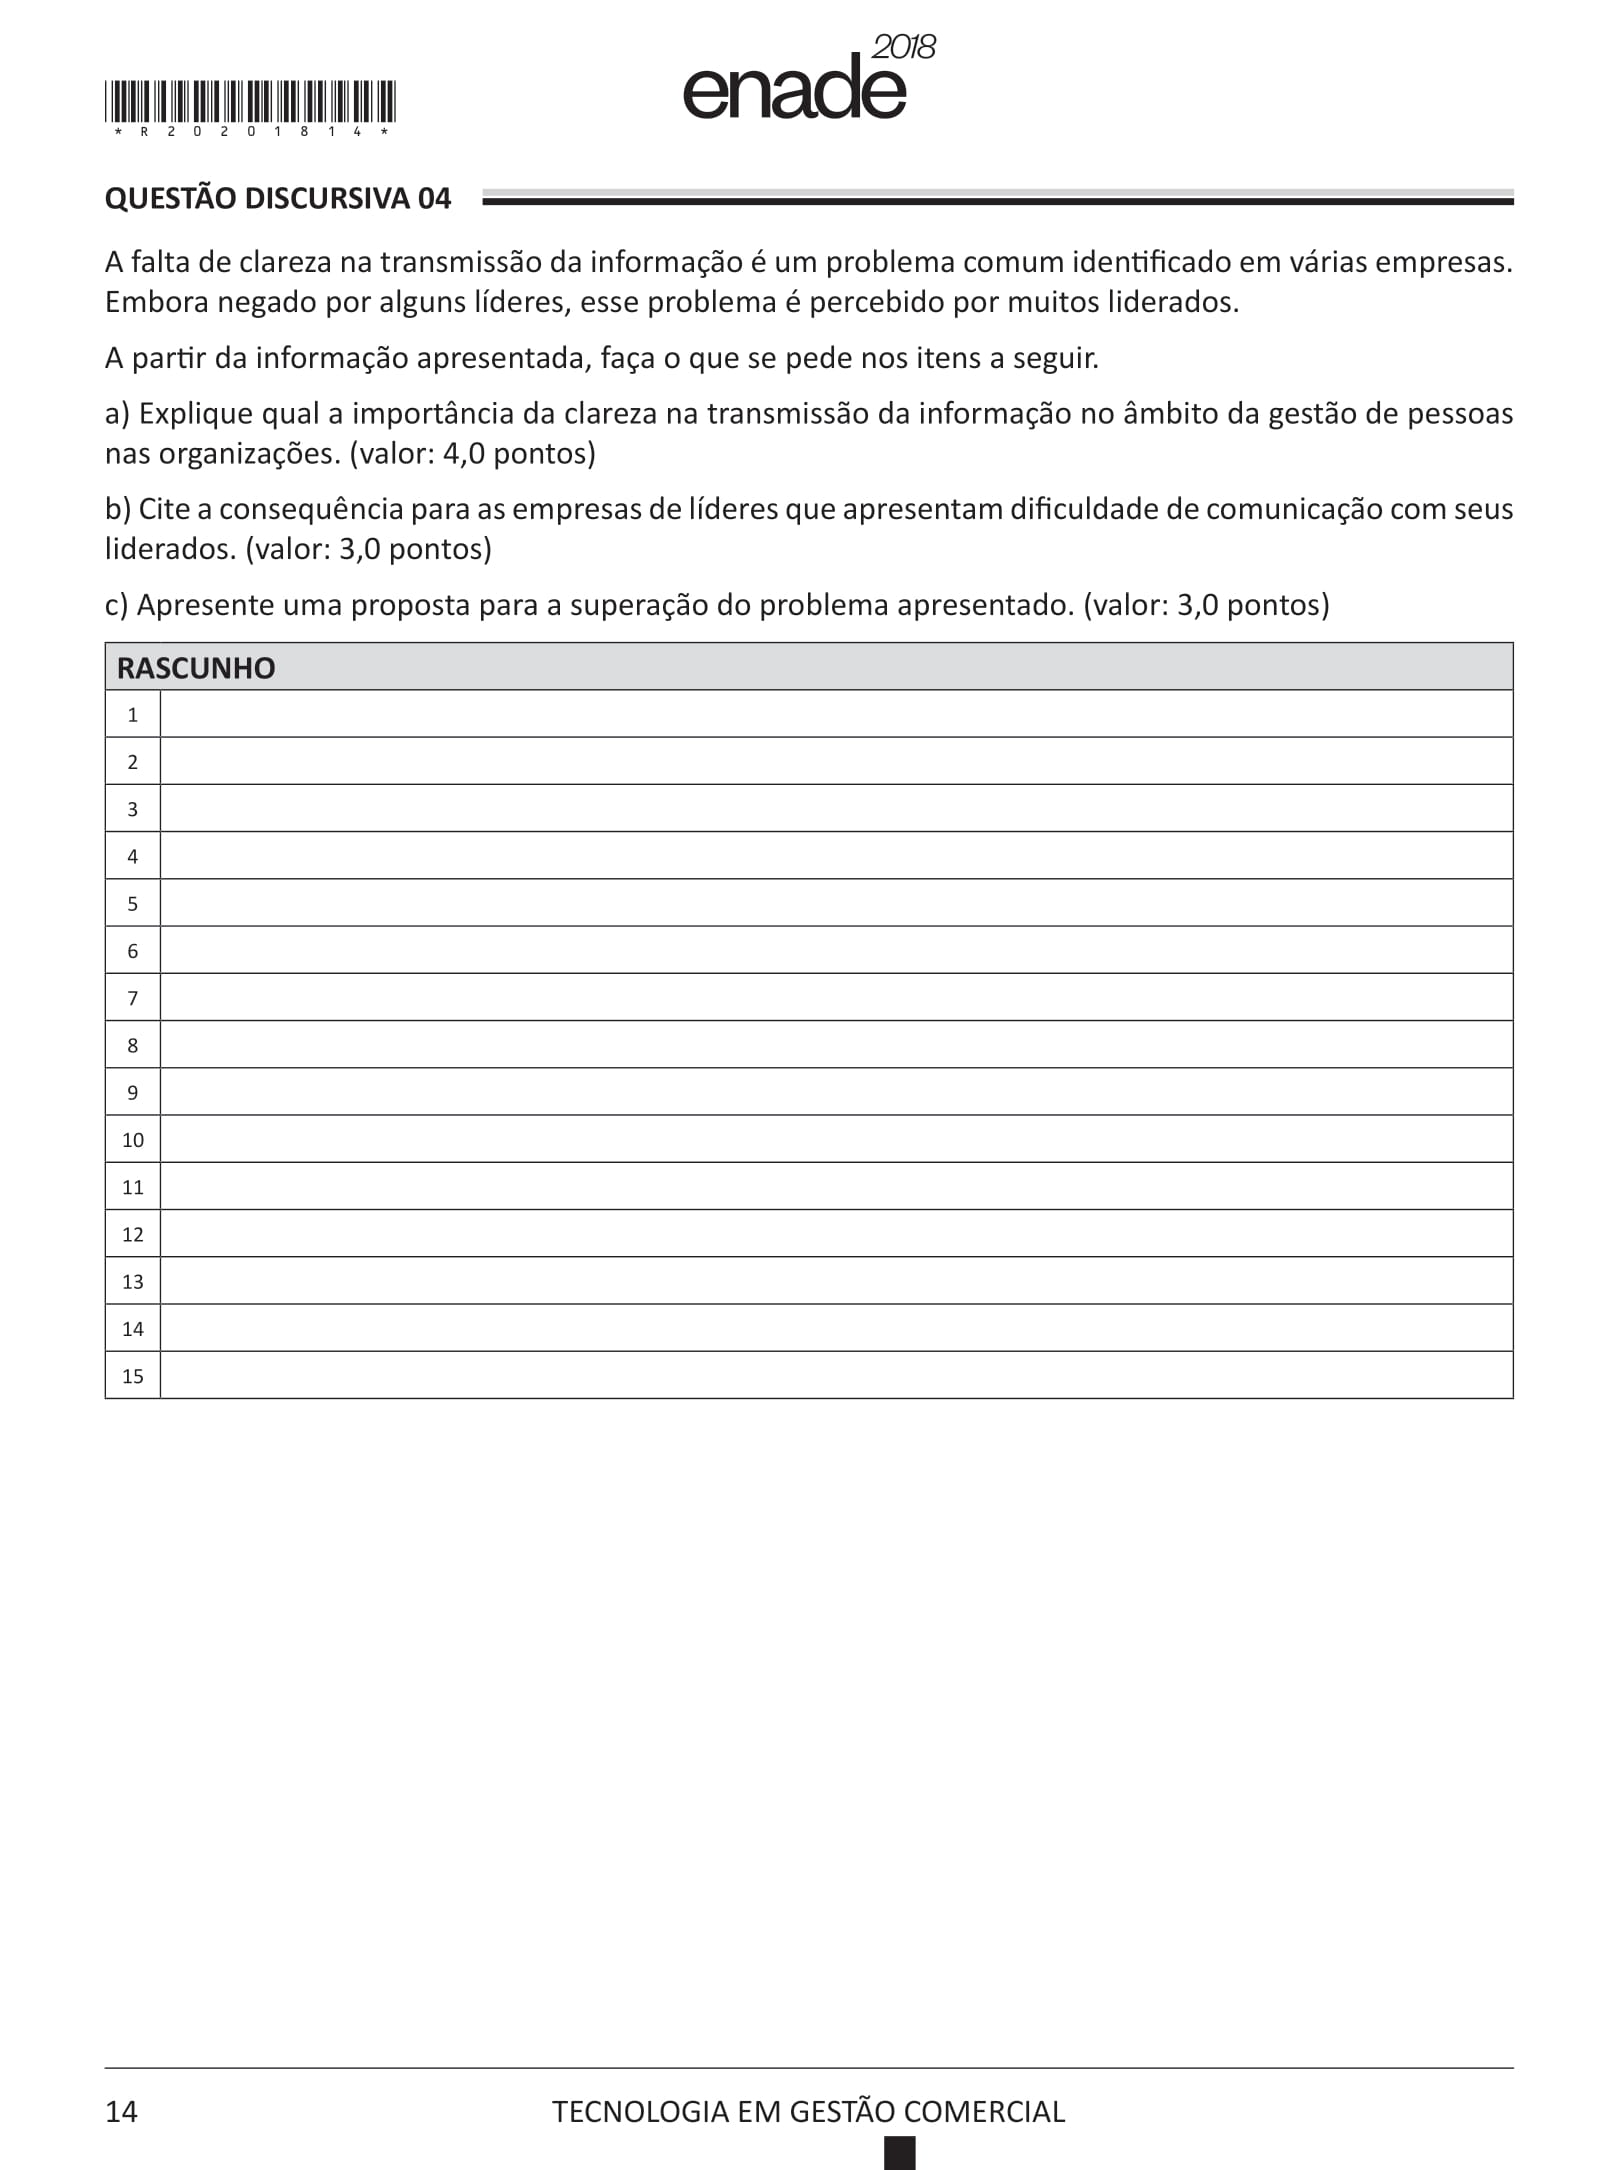 2018
enade
*R20201814*
QUESTÃO DISCURSIVA 04
A falta de clareza na transmissão da informação é um problema comum identificado em várias empresas.
Embora negado por alguns líderes, esse problema é percebido por muitos liderados.
A partir da informação apresentada, faça o que se pede nos itens a seguir.
a) Explique qual a importância da clareza na transmissão da informação no âmbito da gestão de pessoas
nas organizações. (valor: 4,0 pontos)
b) Cite a consequência para as empresas de líderes que apresentam dificuldade de comunicação com seus
liderados. (valor: 3,0 pontos)
c) Apresente uma proposta para a superação do problema apresentado. (valor: 3,0 pontos)
RASCUNHO
1
2
3
4
5
6
7
8
9
10
11
12
13
14
15
14 TECNOLOGIA EM GESTÃO COMERCIAL